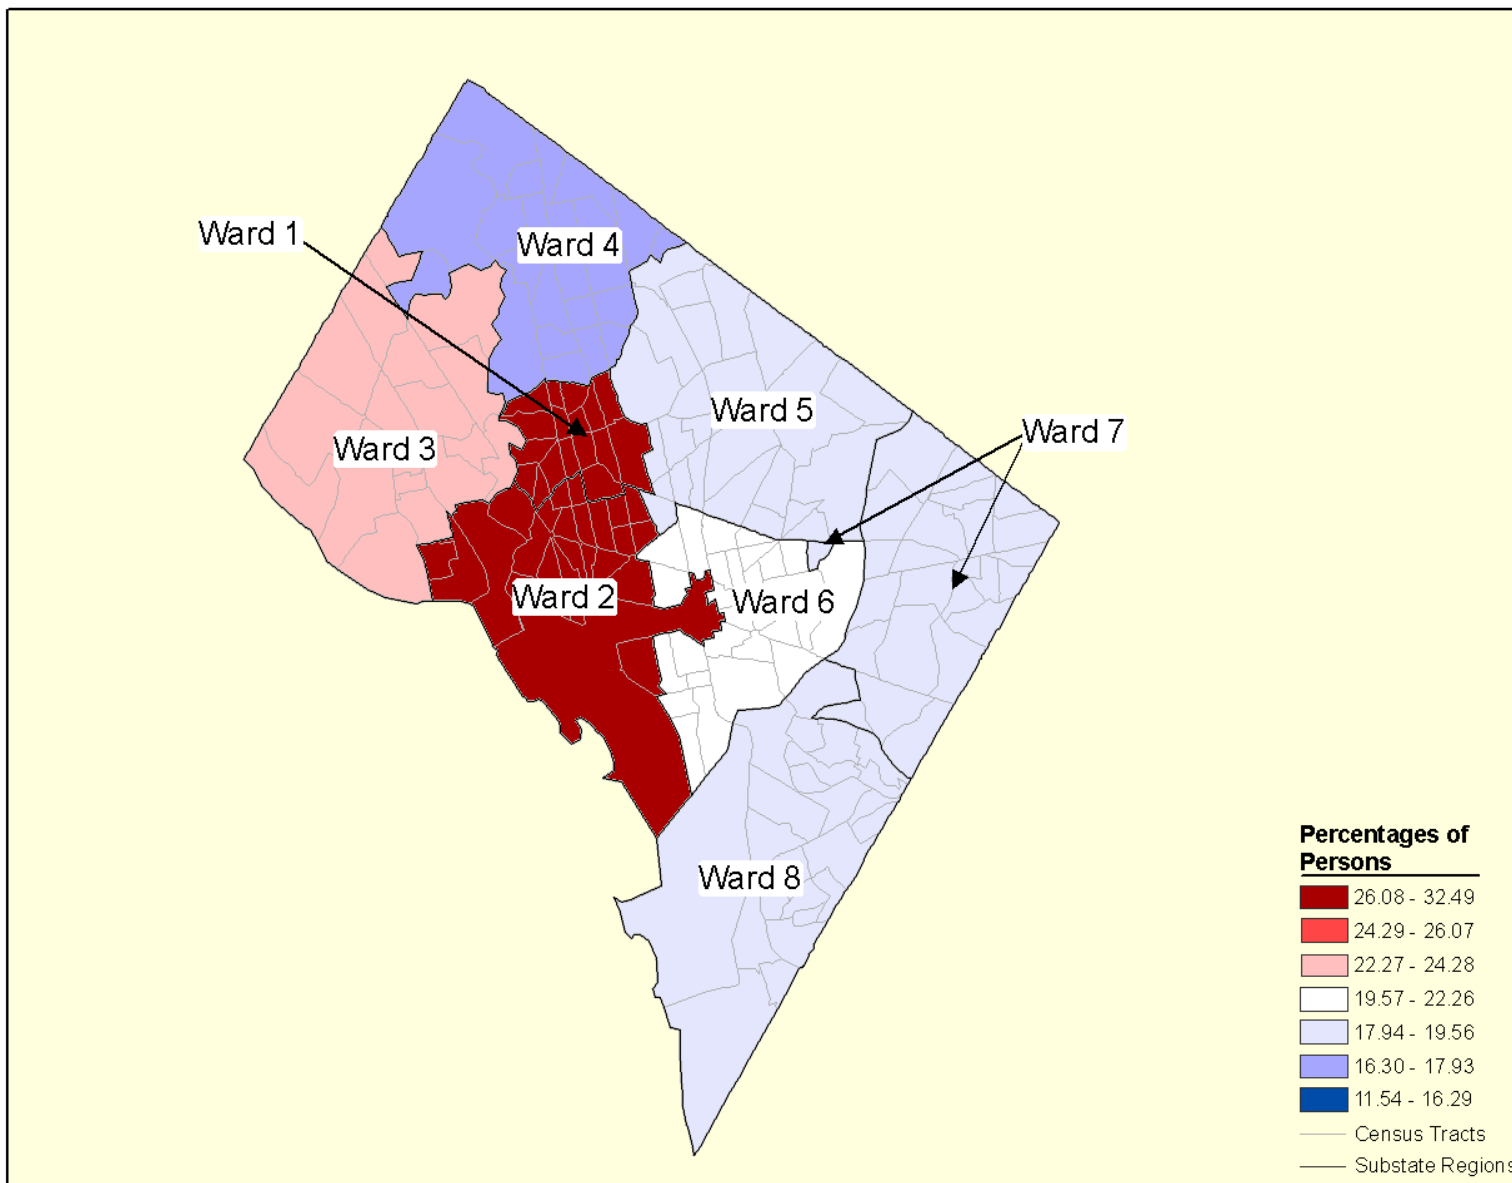 Ward 1
Ward 4
Ward 5
Ward 7
Ward 3
Ward 2
Ward 6
Ward 8
Percentages of
Persons
26.08 - 32.49
24.29 - 26.07
22.27 - 24.28
19.57 - 22.26
17.94 - 19.56
16.30 - 17.93
11.54 - 16.29
Census Tracts
Substate Regions